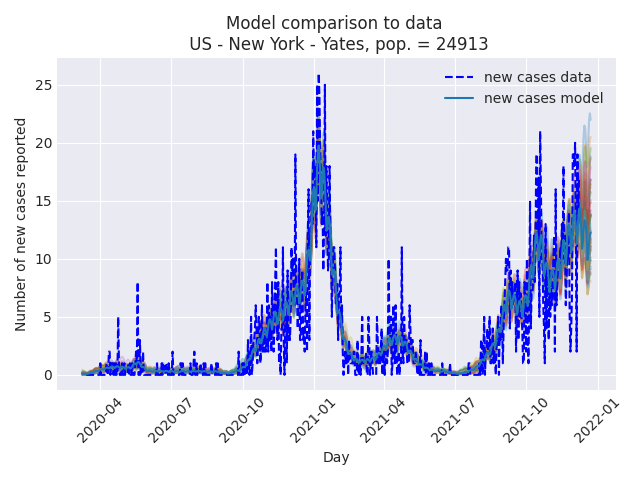 Model comparison to data
US - New York - Yates, pop. = 24913
new cases data
new cases model
Number of new cases reported
25
20
15
10
5
0
2020-04
2020-07
2020-10
2021-01
2021-04
2021-07
2021-10
2022-01
Day